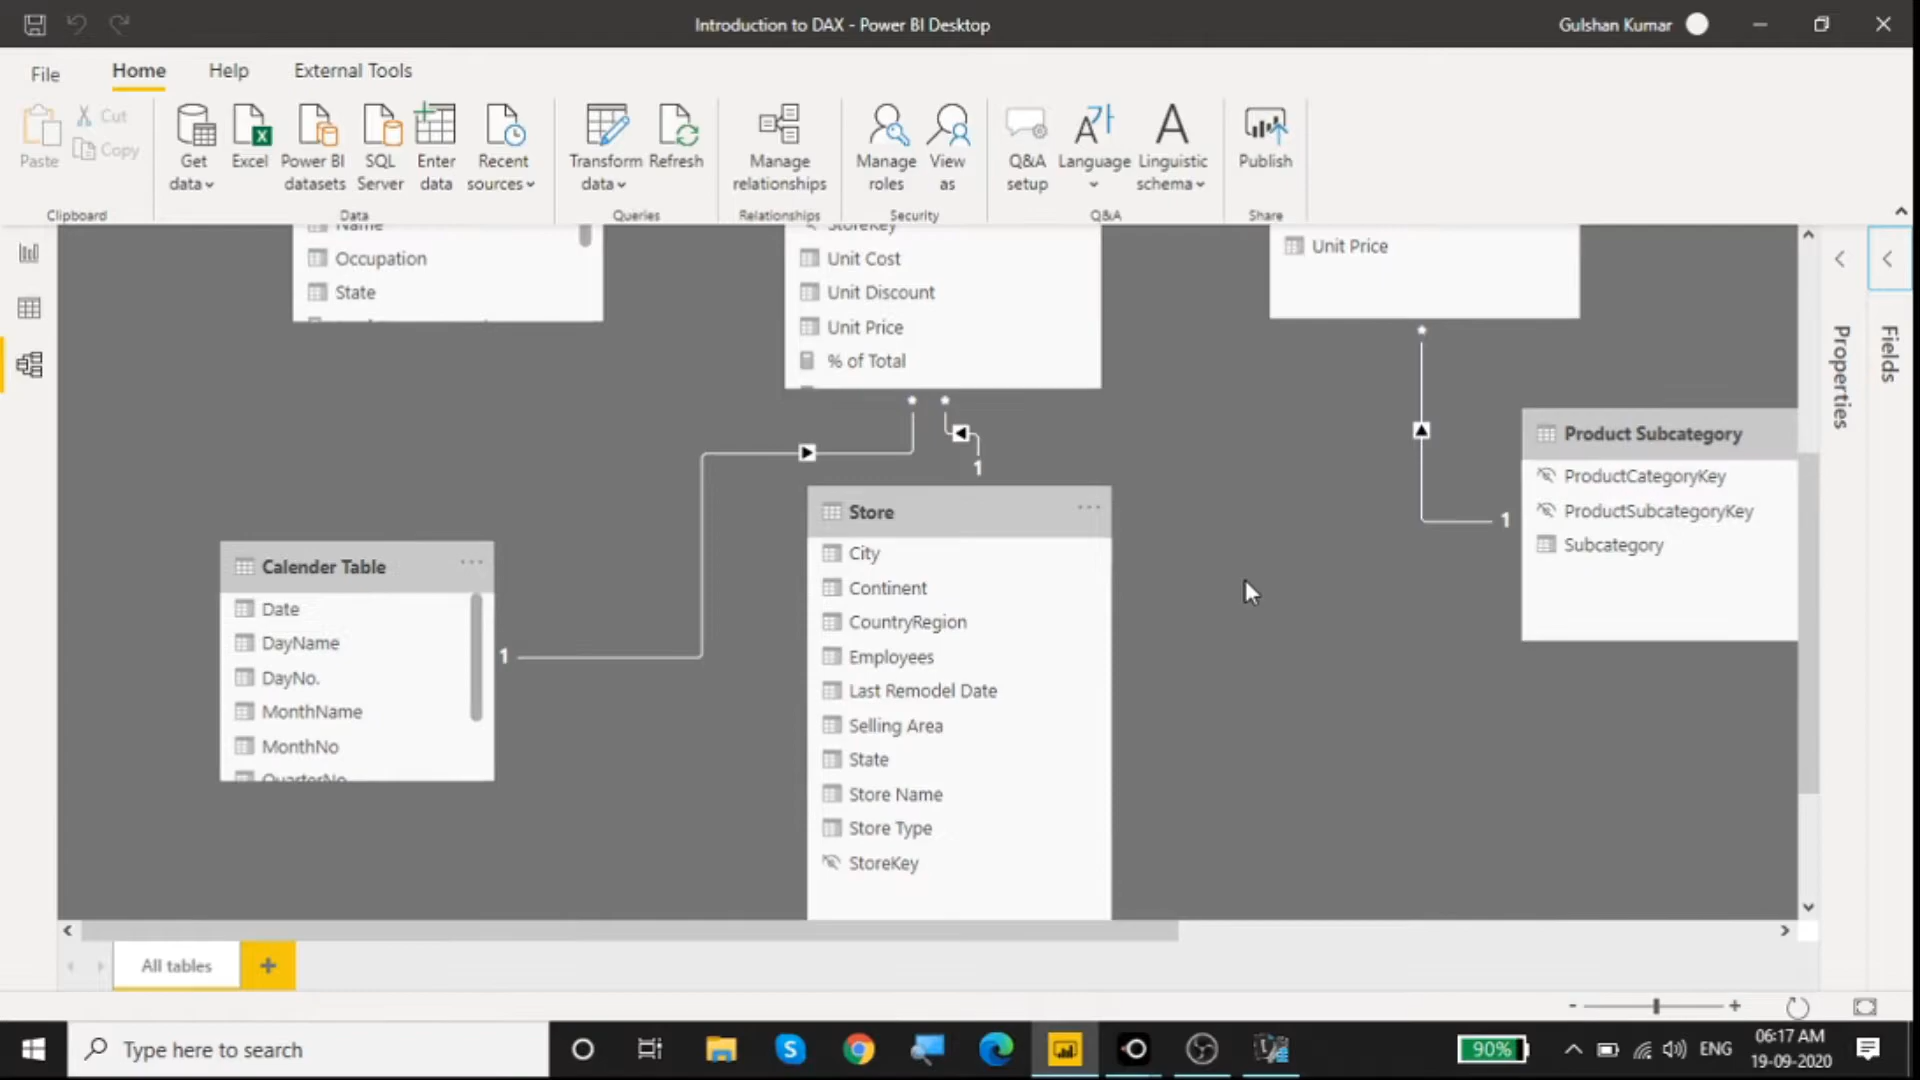 Introduction to DAX - Power BI Desktop
Gulshan Kumar
File
Home
Help
External Tools
Paste
Cut
Copy
Get data
Excel
Power BI datasets
SQL Server
Enter data
Recent sources
Transform data
Refresh
Manage relationships
Manage roles
View as
Q&A setup
Language
Linguistic schema
Publish
Clipboard
Data
Queries
Relationships
Security
Q&A
Share
Name
Occupation
State
StoreKey
Unit Cost
Unit Discount
Unit Price
% of Total
Unit Price
*
*
*
1
1
1
Product Subcategory
ProductCategoryKey
ProductSubcategoryKey
Subcategory
Store
City
Continent
CountryRegion
Employees
Last Remodel Date
Selling Area
State
Store Name
Store Type
StoreKey
Calender Table
Date
DayName
DayNo.
MonthName
MonthNo
QuarterNo
Properties
Fields
All tables
+
- +
Type here to search
90%
ENG
06:17 AM
19-09-2020